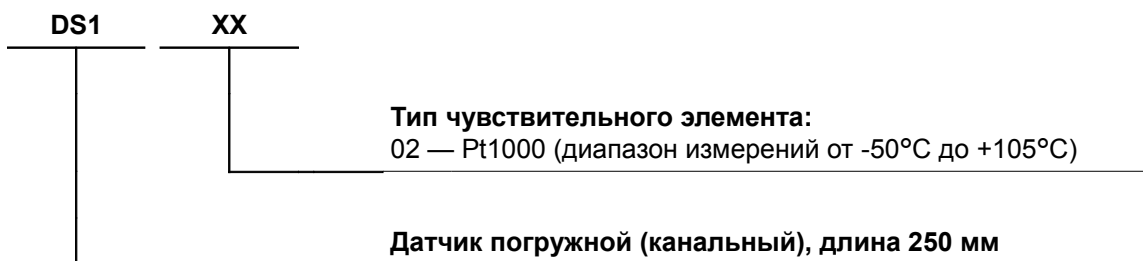 DS1 XX
Тип чувствительного элемента:
02 — Pt1000 (диапазон измерений от -50°С до +105°С)
Датчик погружной (канальный), длина 250 мм